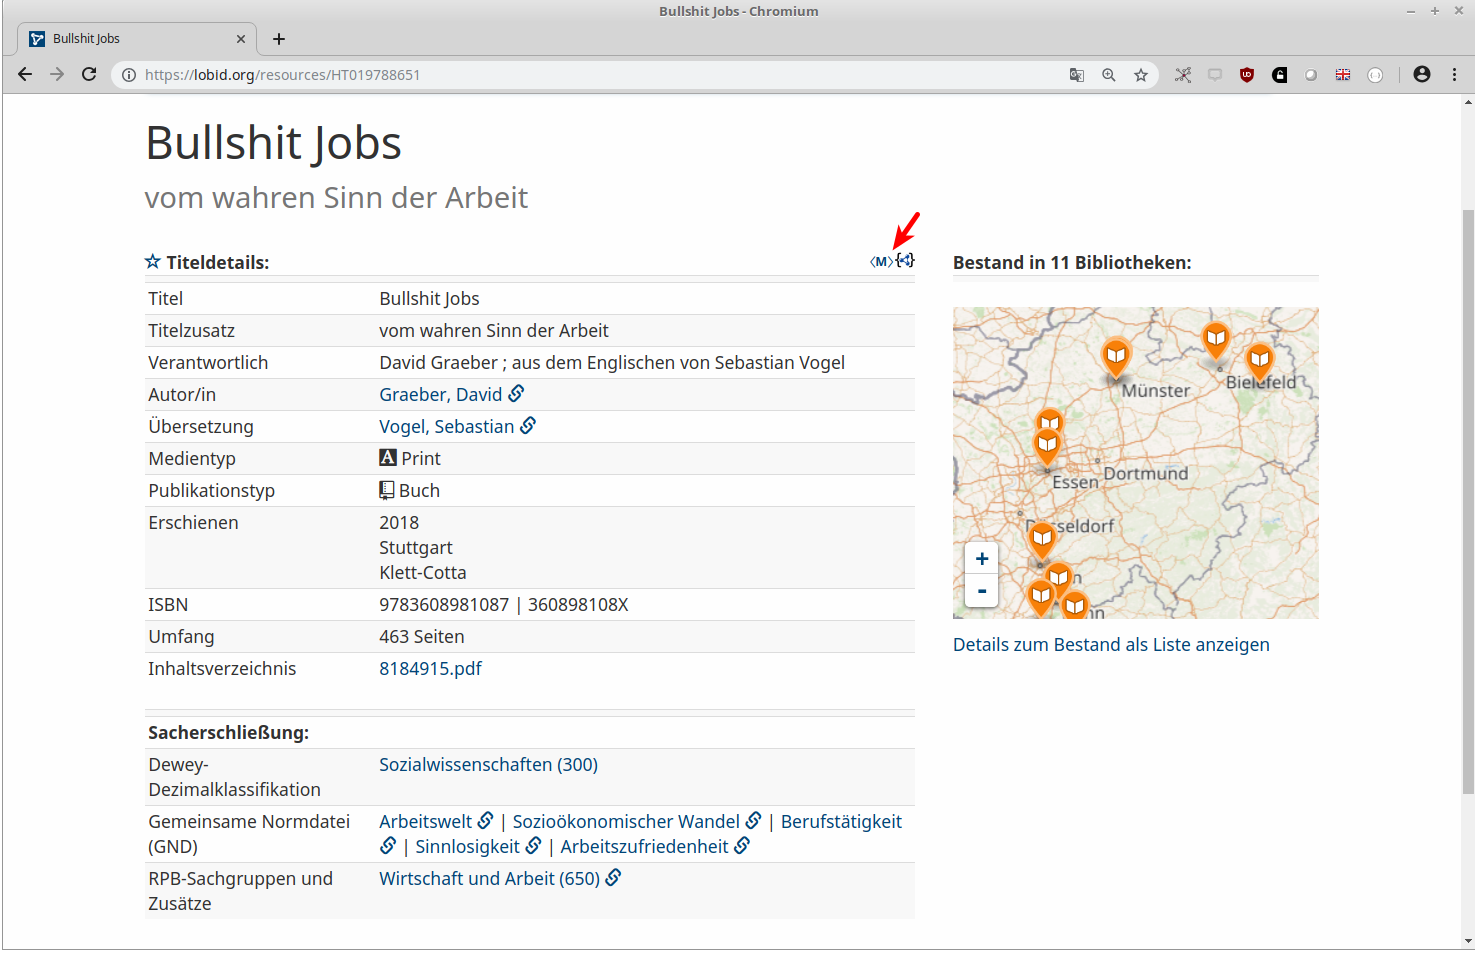 Bullshit Jobs - Chromium
Bullshit Jobs
https://lobid.org/resources/HT019788651
Bullshit Jobs
vom wahren Sinn der Arbeit
Titeldetails:
‹M›
Titel Bullshit Jobs
Titelzusatz vom wahren Sinn der Arbeit
Verantwortlich David Graeber ; aus dem Englischen von Sebastian Vogel
Autor/in Graeber, David
Übersetzung Vogel, Sebastian
Medientyp A Print
Publikationstyp Buch
Erschienen 2018
Stuttgart
Klett-Cotta
ISBN 9783608981087 | 360898108X
Umfang 463 Seiten
Inhaltsverzeichnis 8184915.pdf
Sacherschließung:
Dewey- Sozialwissenschaften (300)
Dezimalklassifikation
Gemeinsame Normdatei Arbeitswelt | Sozioökonomischer Wandel | Berufstätigkeit
(GND) | Sinnlosigkeit | Arbeitszufriedenheit
RPB-Sachgruppen und Wirtschaft und Arbeit (650)
Zusätze
Bestand in 11 Bibliotheken:
Münster
Bielefeld
Dortmund
Essen
+
-
Details zum Bestand als Liste anzeigen